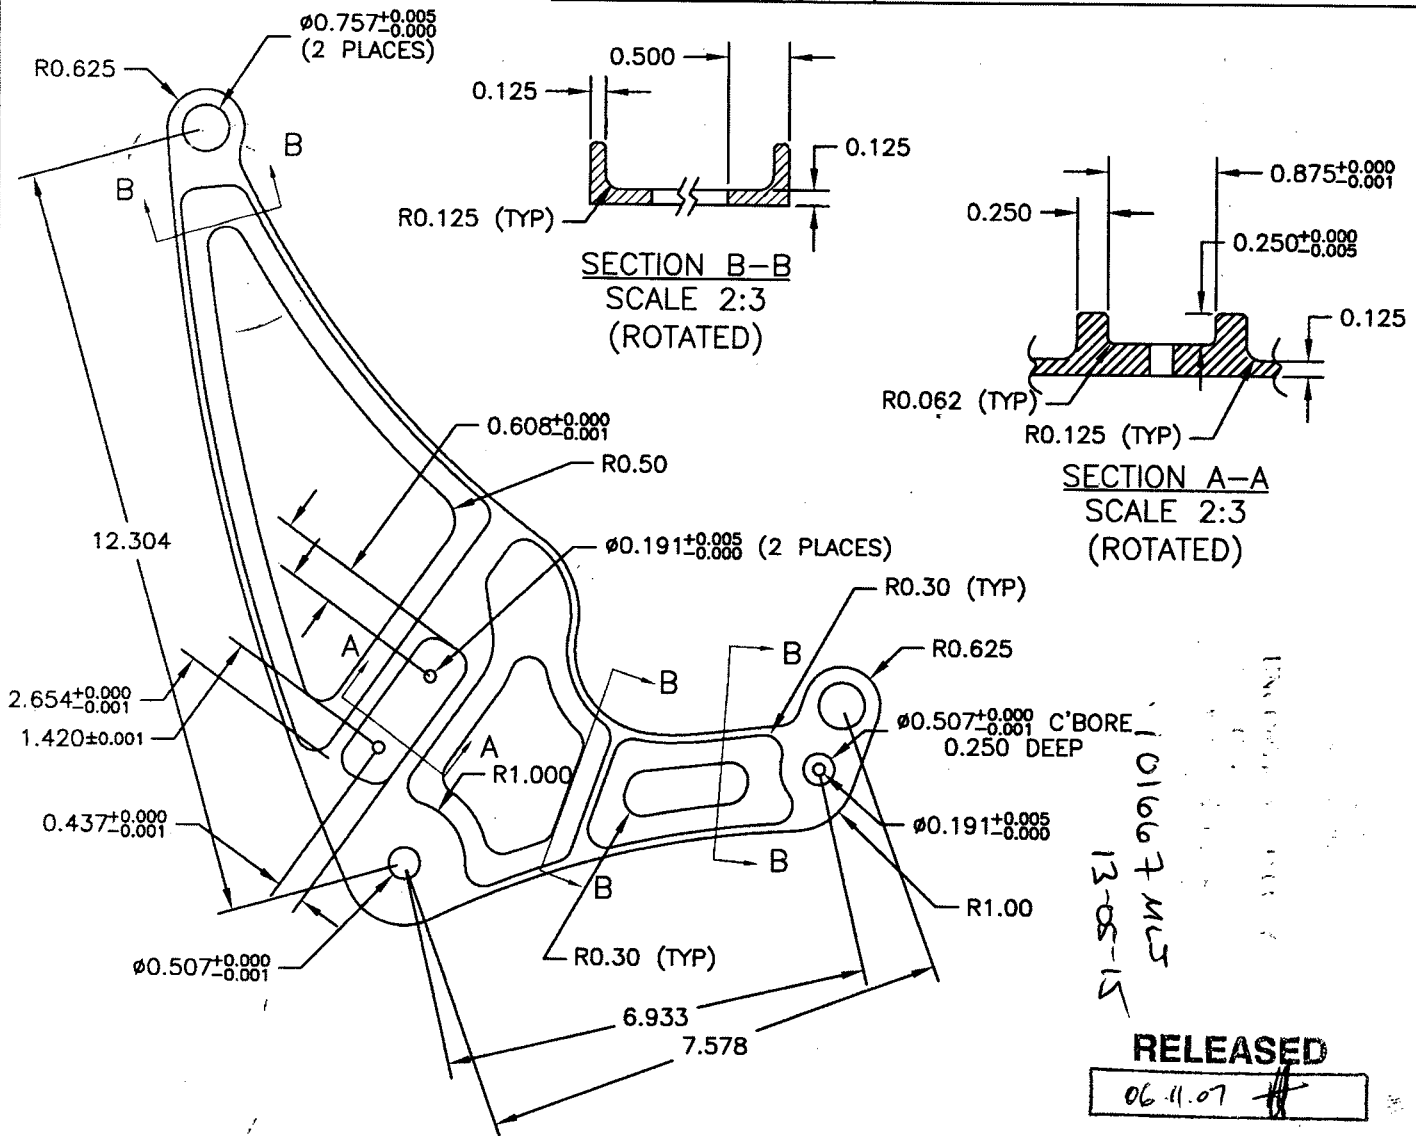 ø0.757+0.005 -0.000
(2 PLACES)
R0.625
B
B
0.500
0.125
0.125
R0.125 (TYP)
SECTION B-B
SCALE 2:3
(ROTATED)
0.875+0.000 -0.001
0.250
0.250+0.000 -0.005
0.125
R0.062 (TYP)
R0.125 (TYP)
SECTION A-A
SCALE 2:3
(ROTATED)
0.608+0.000 -0.001
R0.50
12.304
ø0.191+0.005 -0.000 (2 PLACES)
R0.30 (TYP)
A
B
B
R0.625
2.654+0.000 -0.001
1.420±0.001
A
R1.000
ø0.507+0.000 -0.001 C'BORE
0.250 DEEP
0.437+0.000 -0.001
ø0.191+0.005 -0.000
B
B
R1.00
ø0.507+0.000 -0.001
R0.30 (TYP)
6.933
7.578
RELEASED
06.11.07